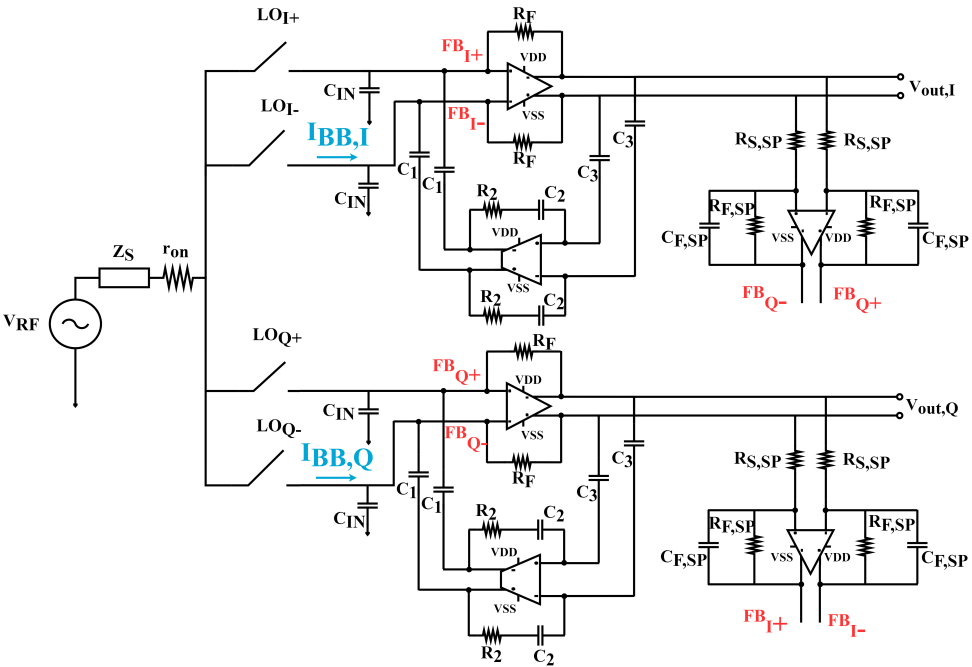 LOI+
RF
FBI+
VDD
CIN
VSS
Vout,I
LOI-
FBI-
IBB,I
RF
C3
RS,SP
RS,SP
C1
C1
C3
CIN
R2
C2
VDD
RF,SP
RF,SP
CF,SP
VSS
VDD
CF,SP
ZS
ron
VSS
R2
C2
FBQ-
FBQ+
VRF
LOQ+
RF
FBQ+
VDD
CIN
Vout,Q
LOQ-
FBQ-
VSS
IBB,Q
RF
C3
RS,SP
RS,SP
C1
C1
C3
CIN
R2
C2
VDD
RF,SP
RF,SP
CF,SP
VSS
VDD
CF,SP
VSS
R2
C2
FBI+
FBI-